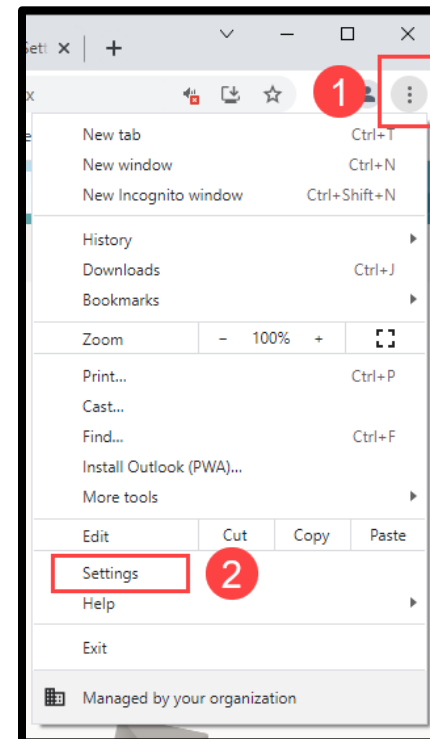 Sett
1
New tab Ctrl+T
New window Ctrl+N
New Incognito window Ctrl+Shift+N
History
Downloads Ctrl+J
Bookmarks
Zoom - 100% +
Print... Ctrl+P
Cast...
Find... Ctrl+F
Install Outlook (PWA)...
More tools
Edit Cut Copy Paste
Settings 2
Help
Exit
Managed by your organization